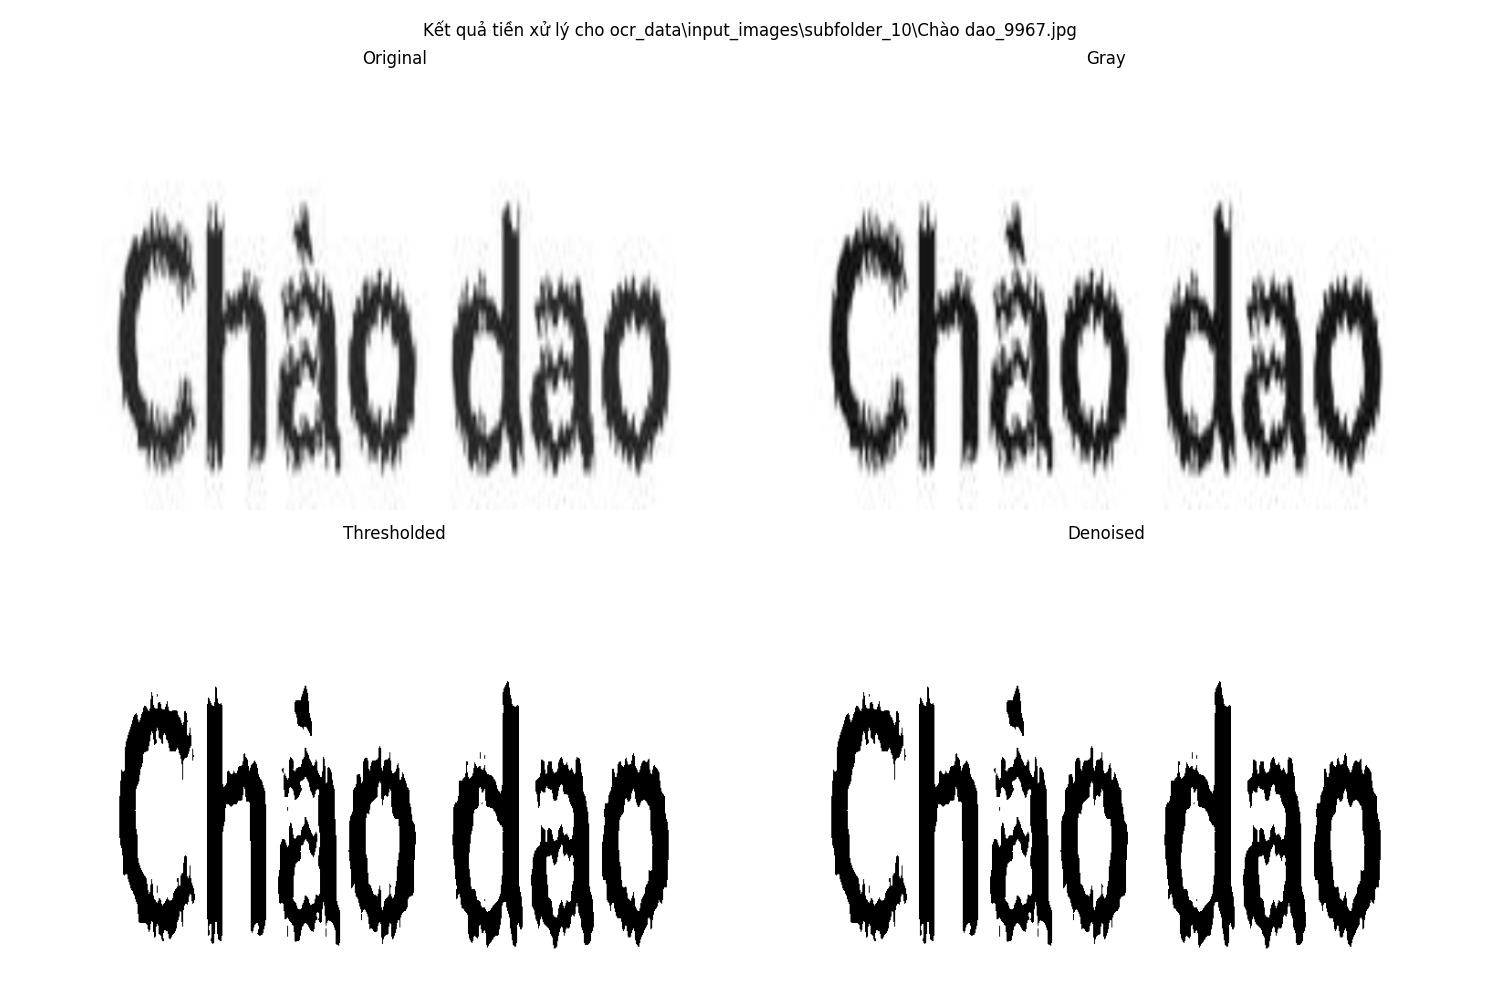 Kết quả tiền xử lý cho ocr_data\input_images\subfolder_10\Chào dao_9967.jpg
Original
Gray
Chào dao
Chào dao
Thresholded
Denoised
Chào dao
Chào dao